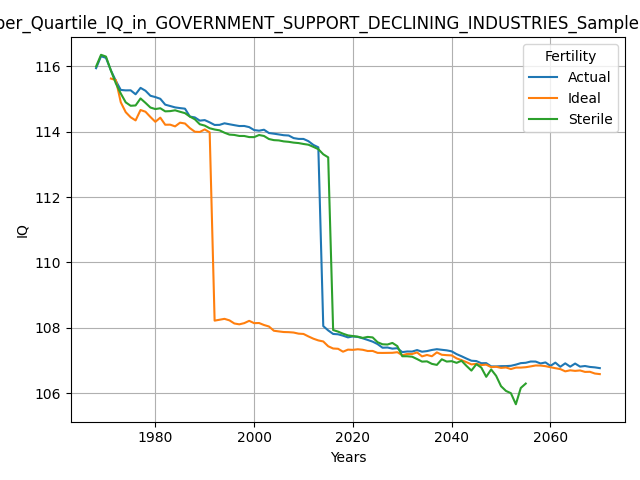 per_Quartile_IQ_in_GOVERNMENT_SUPPORT_DECLINING_INDUSTRIES_Sample
116
114
112
110
108
106
IQ
1980
2000
2020
2040
2060
Years
Fertility
Actual
Ideal
Sterile